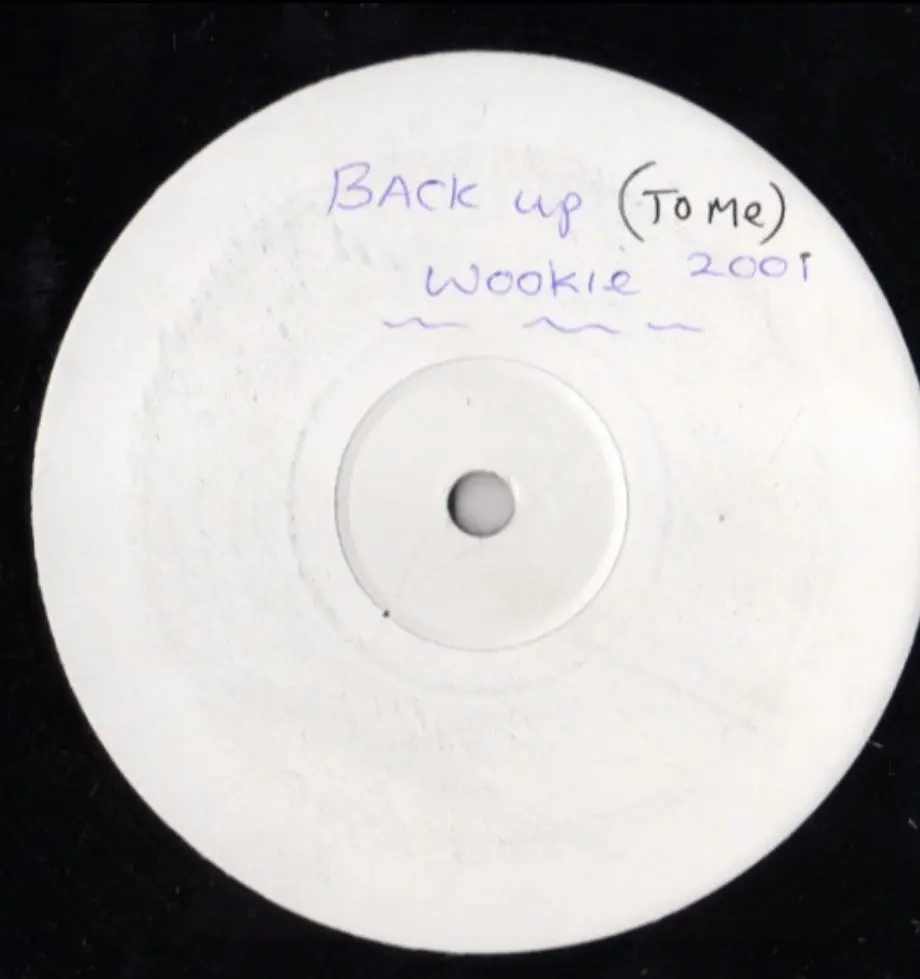 BACK up (TO Me)
Wookie 2001